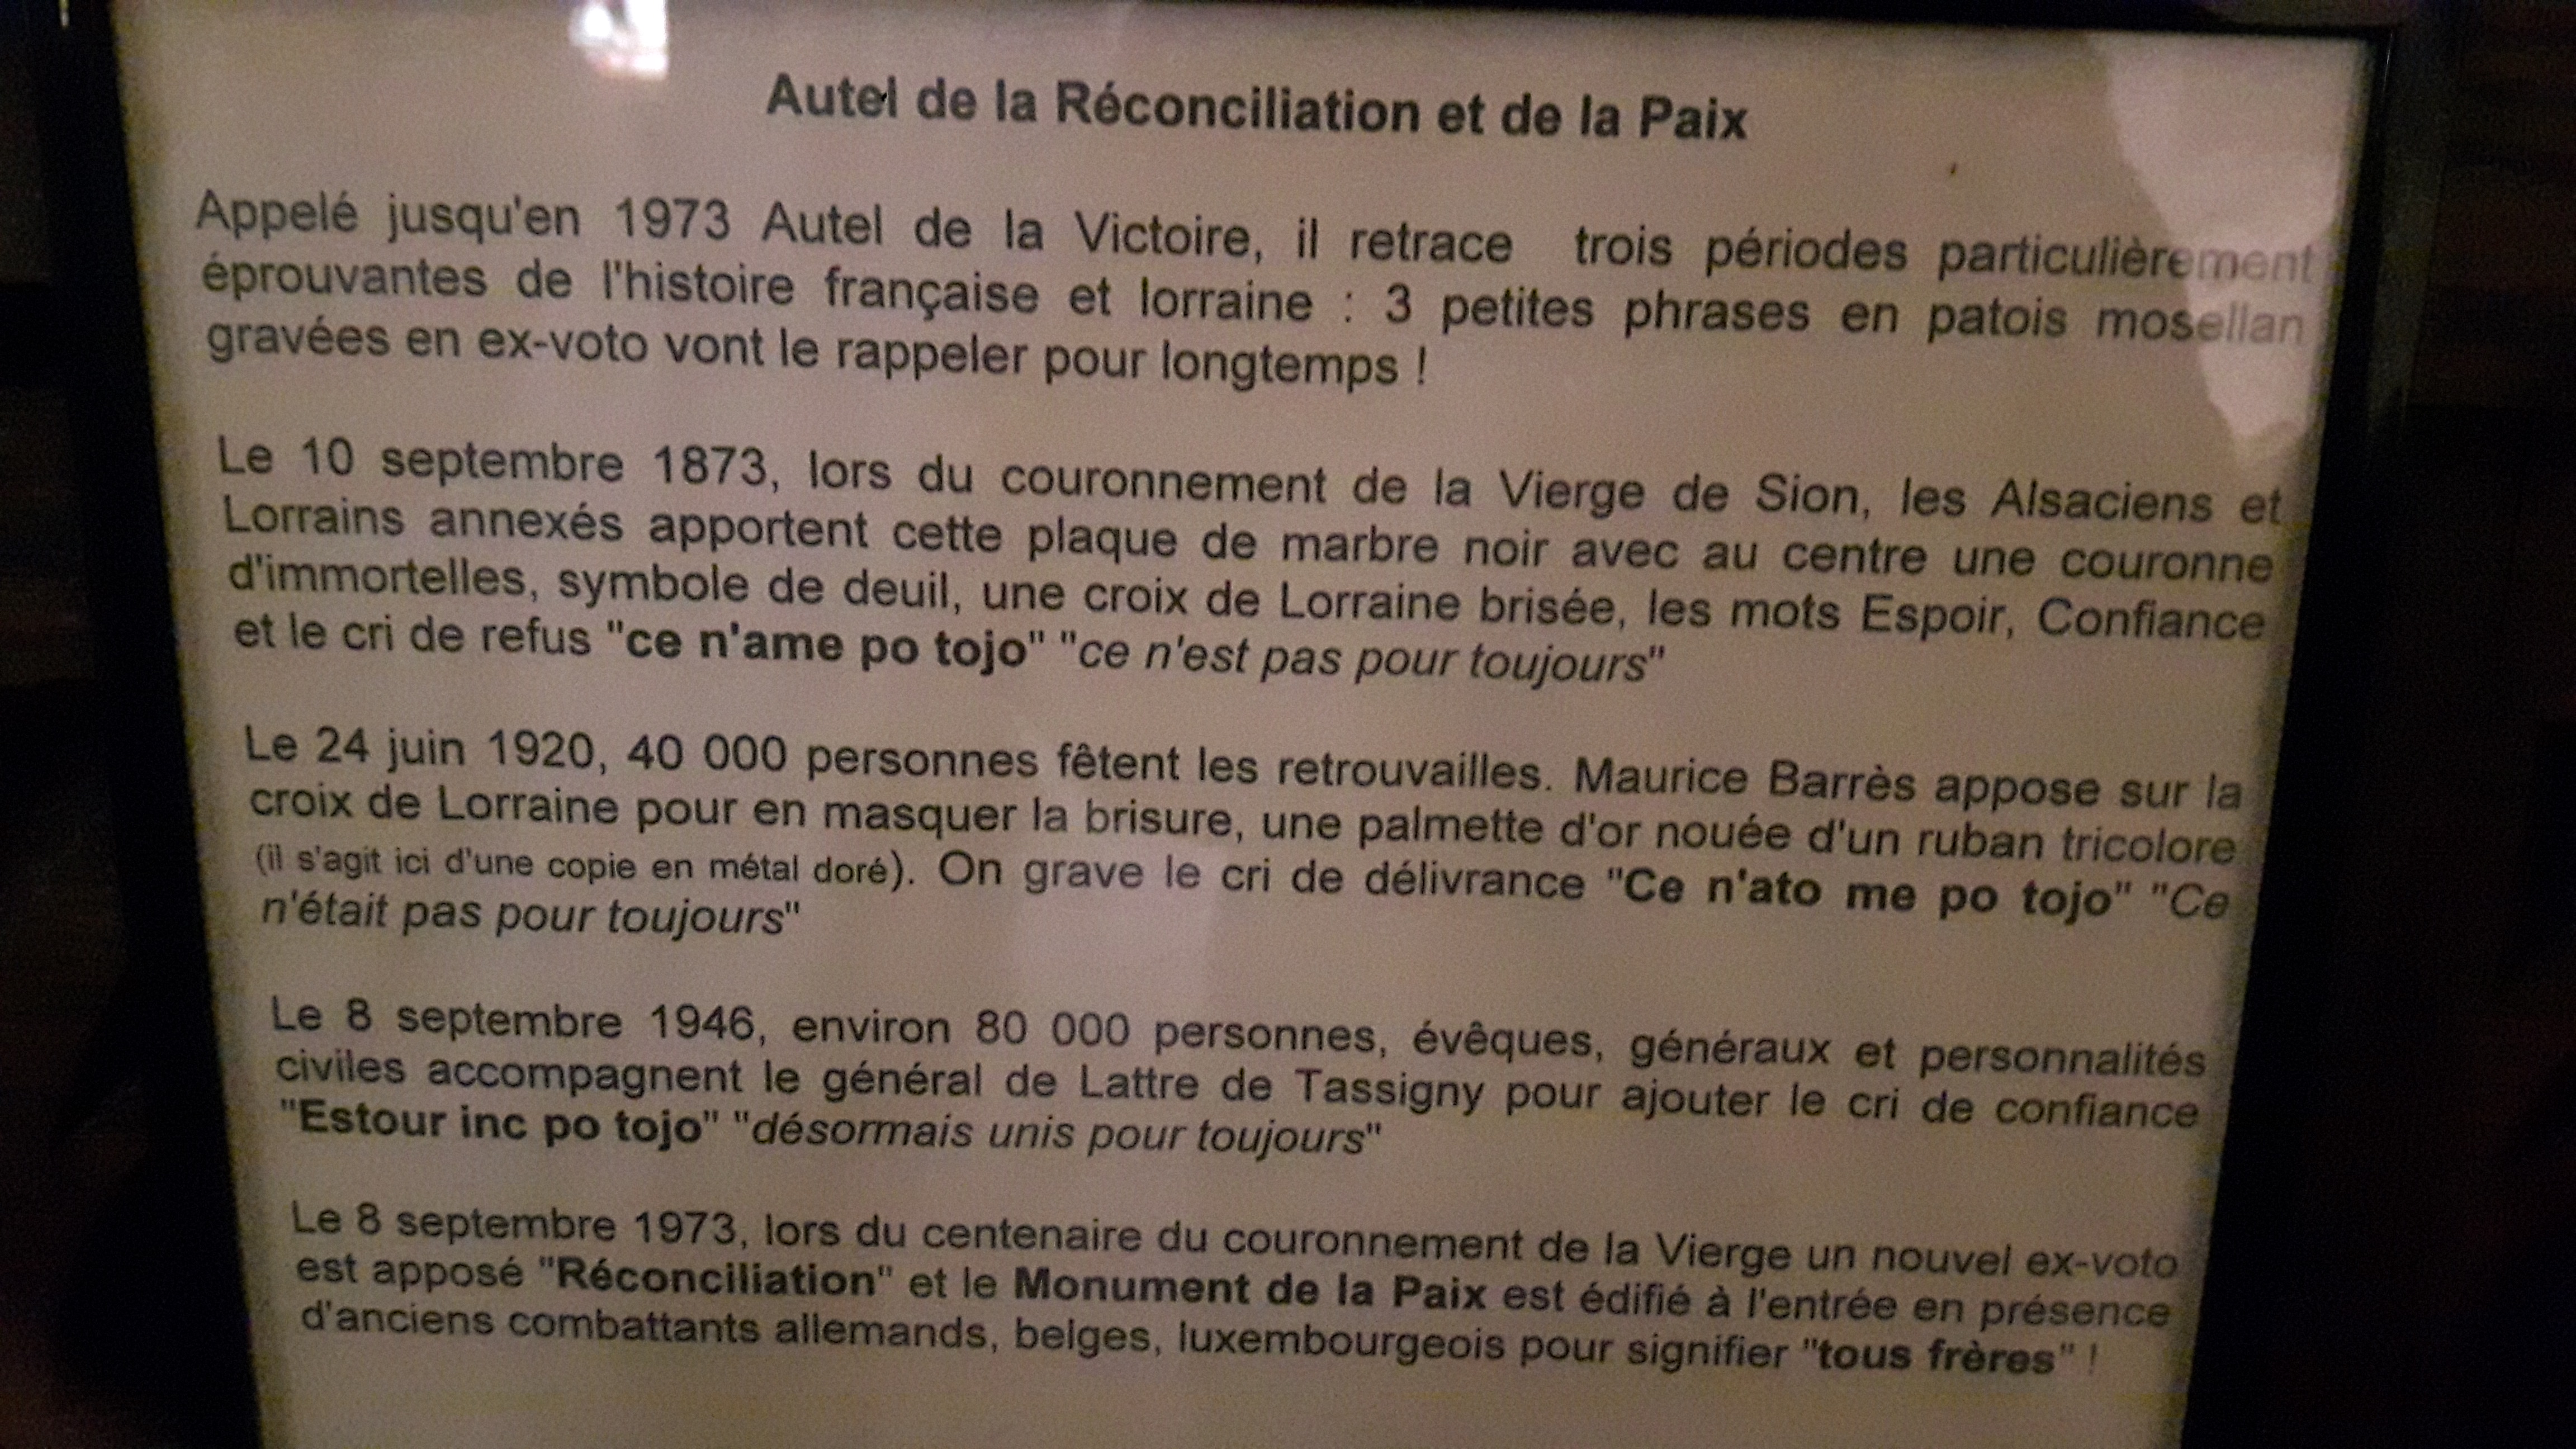 Autel de la Réconciliation et de la Paix
Appelé jusqu'en 1973 Autel de la Victoire, il retrace trois périodes particulièrement
éprouvantes de l'histoire française et lorraine : 3 petites phrases en patois mosellan
gravées en ex-voto vont le rappeler pour longtemps !
Le 10 septembre 1873, lors du couronnement de la Vierge de Sion, les Alsaciens et
Lorrains annexés apportent cette plaque de marbre noir avec au centre une couronne
d'immortelles, symbole de deuil, une croix de Lorraine brisée, les mots Espoir, Confiance
et le cri de refus "ce n'ame po tojo" "ce n'est pas pour toujours"
Le 24 juin 1920, 40 000 personnes fêtent les retrouvailles. Maurice Barrès appose sur la
croix de Lorraine pour en masquer la brisure, une palmette d'or nouée d'un ruban tricolore
(il s'agit ici d'une copie en métal doré). On grave le cri de délivrance "Ce n'ato me po tojo" "Ce
n'était pas pour toujours"
Le 8 septembre 1946, environ 80 000 personnes, évêques, généraux et personnalités
civiles accompagnent le général de Lattre de Tassigny pour ajouter le cri de confiance
"Estour inc po tojo" "désormais unis pour toujours"
Le 8 septembre 1973, lors du centenaire du couronnement de la Vierge un nouvel ex-voto
est apposé "Réconciliation" et le Monument de la Paix est édifié à l'entrée en présence
d'anciens combattants allemands, belges, luxembourgeois pour signifier "tous frères" !